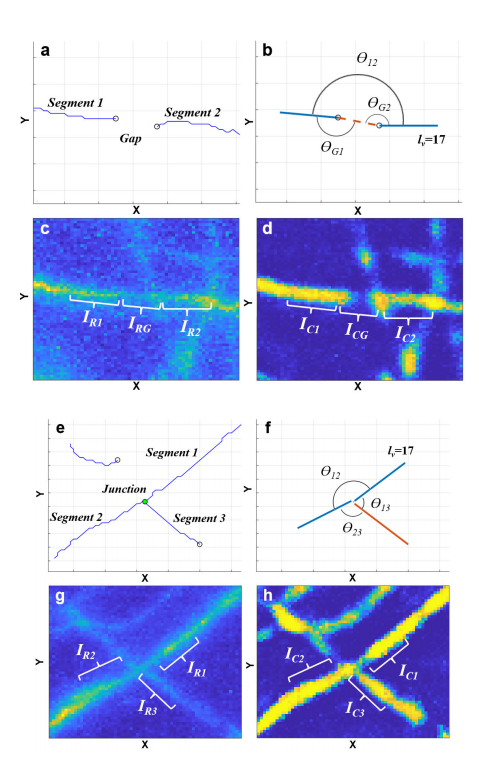 a
b
Segment 1
Segment 2
Gap
Y
X
Θ12
ΘG2
ΘG1
lv=17
Y
X
c
d
IR1
IRG
IR2
Y
X
IC1
ICG
IC2
Y
X
e
f
Segment 1
Junction
Segment 2
Segment 3
Y
X
lv=17
Θ12
Θ13
Θ23
Y
X
g
h
IR2
IR1
IR3
Y
X
IC2
IC1
IC3
Y
X